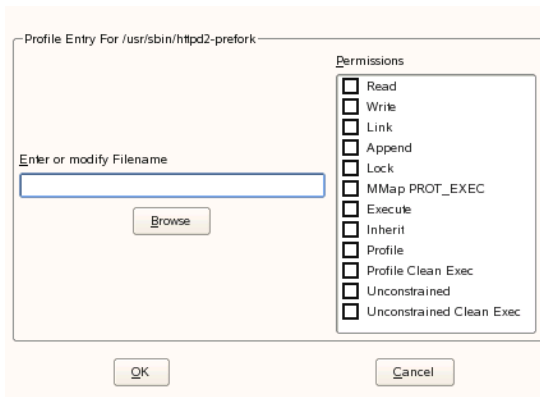 Profile Entry For /usr/sbin/httpd2-prefork
Permissions
Read
Write
Link
Append
Lock
MMap PROT_EXEC
Execute
Inherit
Profile
Profile Clean Exec
Unconstrained
Unconstrained Clean Exec
Enter or modify Filename
Browse
OK
Cancel